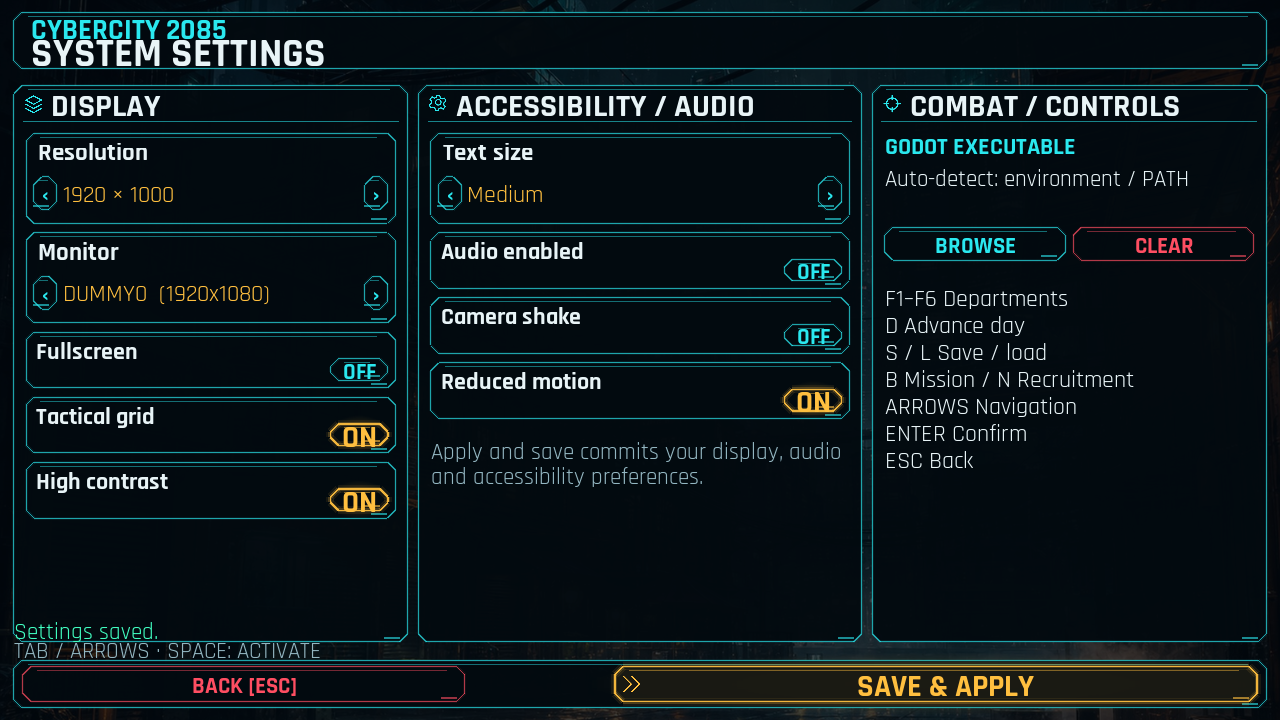 CYBERCITY 2085
SYSTEM SETTINGS
DISPLAY
Resolution
‹ 1920 × 1000 ›
Monitor
‹ DUMMY0 (1920x1080) ›
Fullscreen
OFF
Tactical grid
ON
High contrast
ON
ACCESSIBILITY / AUDIO
Text size
‹ Medium ›
Audio enabled
OFF
Camera shake
OFF
Reduced motion
ON
Apply and save commits your display, audio
and accessibility preferences.
COMBAT / CONTROLS
GODOT EXECUTABLE
Auto-detect: environment / PATH
BROWSE
CLEAR
F1–F6 Departments
D Advance day
S / L Save / load
B Mission / N Recruitment
ARROWS Navigation
ENTER Confirm
ESC Back
Settings saved.
TAB / ARROWS · SPACE: ACTIVATE
BACK [ESC]
SAVE & APPLY